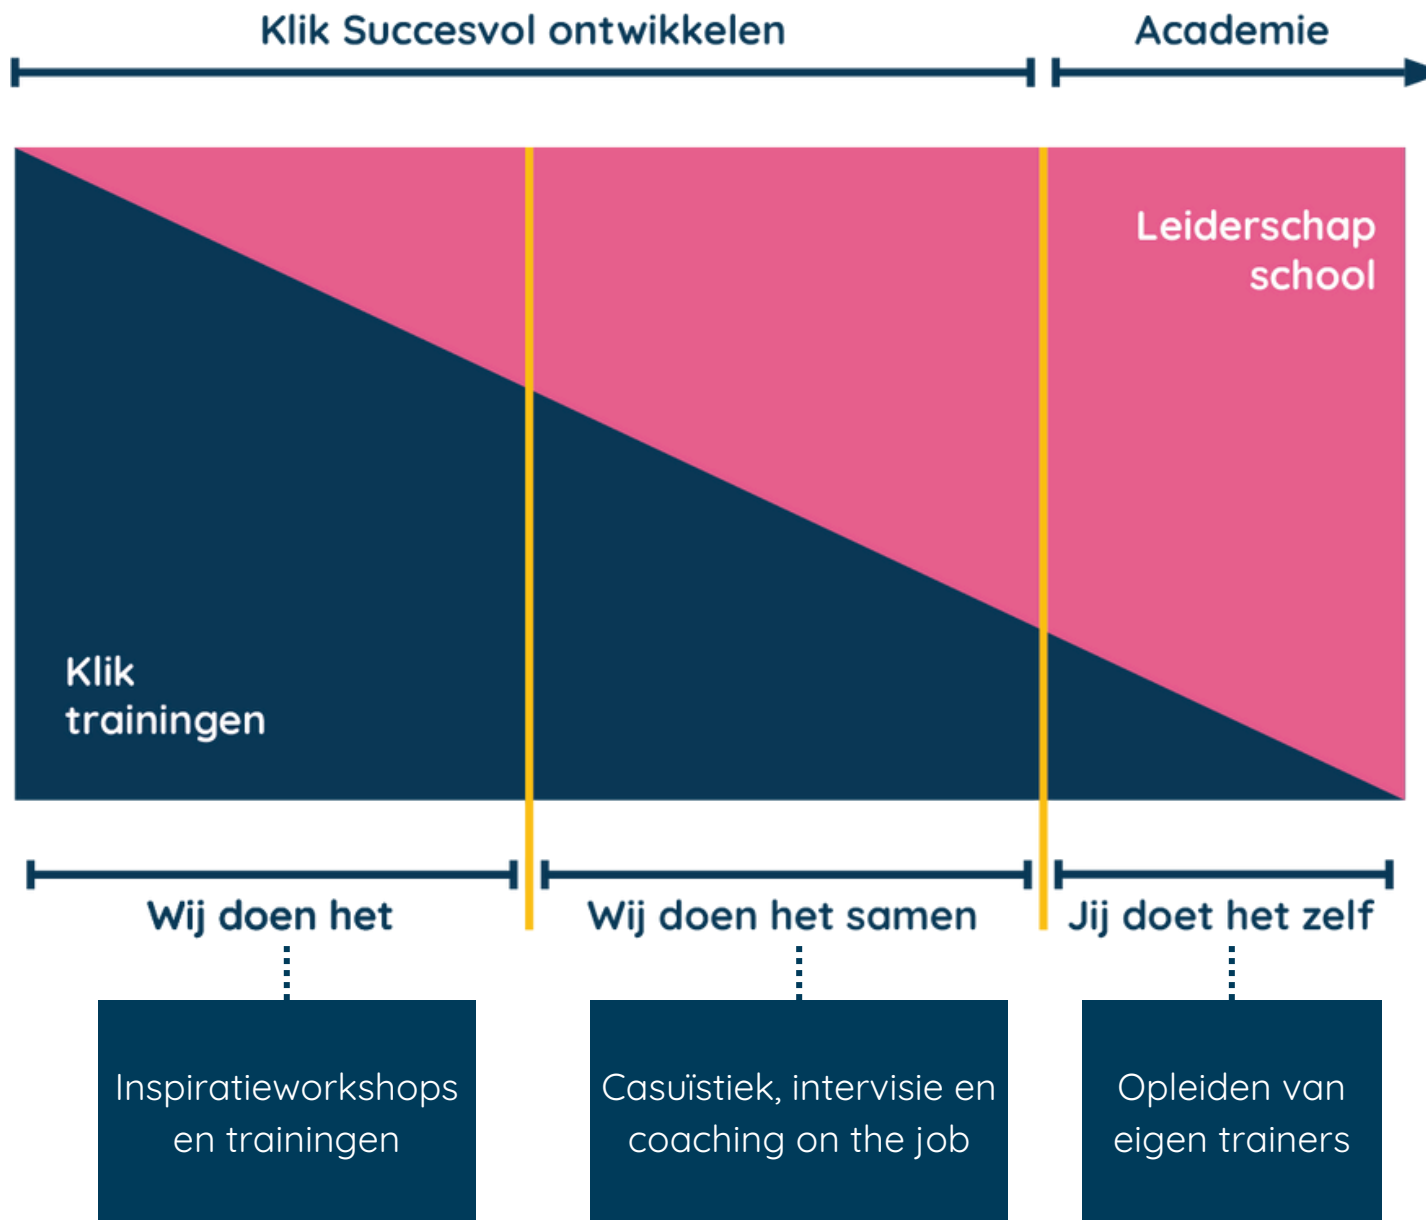 Klik Succesvol ontwikkelen
Academie
Leiderschap
school
Klik
trainingen
Wij doen het
Wij doen het samen
Jij doet het zelf
Inspiratieworkshops
en trainingen
Casuïstiek, intervisie en
coaching on the job
Opleiden van
eigen trainers